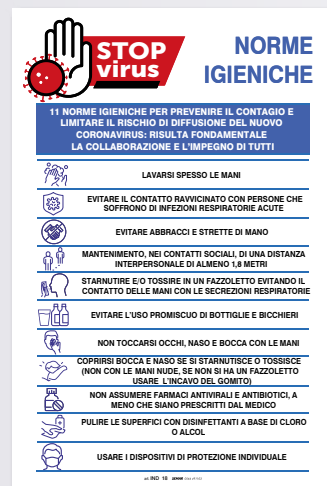 STOP
virus
NORME
IGIENICHE
11 NORME IGIENICHE PER PREVENIRE IL CONTAGIO E
LIMITARE IL RISCHIO DI DIFFUSIONE DEL NUOVO
CORONAVIRUS: RISULTA FONDAMENTALE
LA COLLABORAZIONE E L'IMPEGNO DI TUTTI
LAVARSI SPESSO LE MANI
EVITARE IL CONTATTO RAVVICINATO CON PERSONE CHE
SOFFRONO DI INFEZIONI RESPIRATORIE ACUTE
EVITARE ABBRACCI E STRETTE DI MANO
MANTENIMENTO, NEI CONTATTI SOCIALI, DI UNA DISTANZA
INTERPERSONALE DI ALMENO 1,8 METRI
STARNUTIRE E/O TOSSIRE IN UN FAZZOLETTO EVITANDO IL
CONTATTO DELLE MANI CON LE SECREZIONI RESPIRATORIE
EVITARE L'USO PROMISCUO DI BOTTIGLIE E BICCHIERI
NON TOCCARSI OCCHI, NASO E BOCCA CON LE MANI
COPRIRSI BOCCA E NASO SE SI STARNUTISCE O TOSSISCE
(NON CON LE MANI NUDE, SE NON SI HA UN FAZZOLETTO
USARE L'INCAVO DEL GOMITO)
NON ASSUMERE FARMACI ANTIVIRALI E ANTIBIOTICI, A
MENO CHE SIANO PRESCRITTI DAL MEDICO
PULIRE LE SUPERFICI CON DISINFETTANTI A BASE DI CLORO
O ALCOL
USARE I DISPOSITIVI DI PROTEZIONE INDIVIDUALE
IND 18